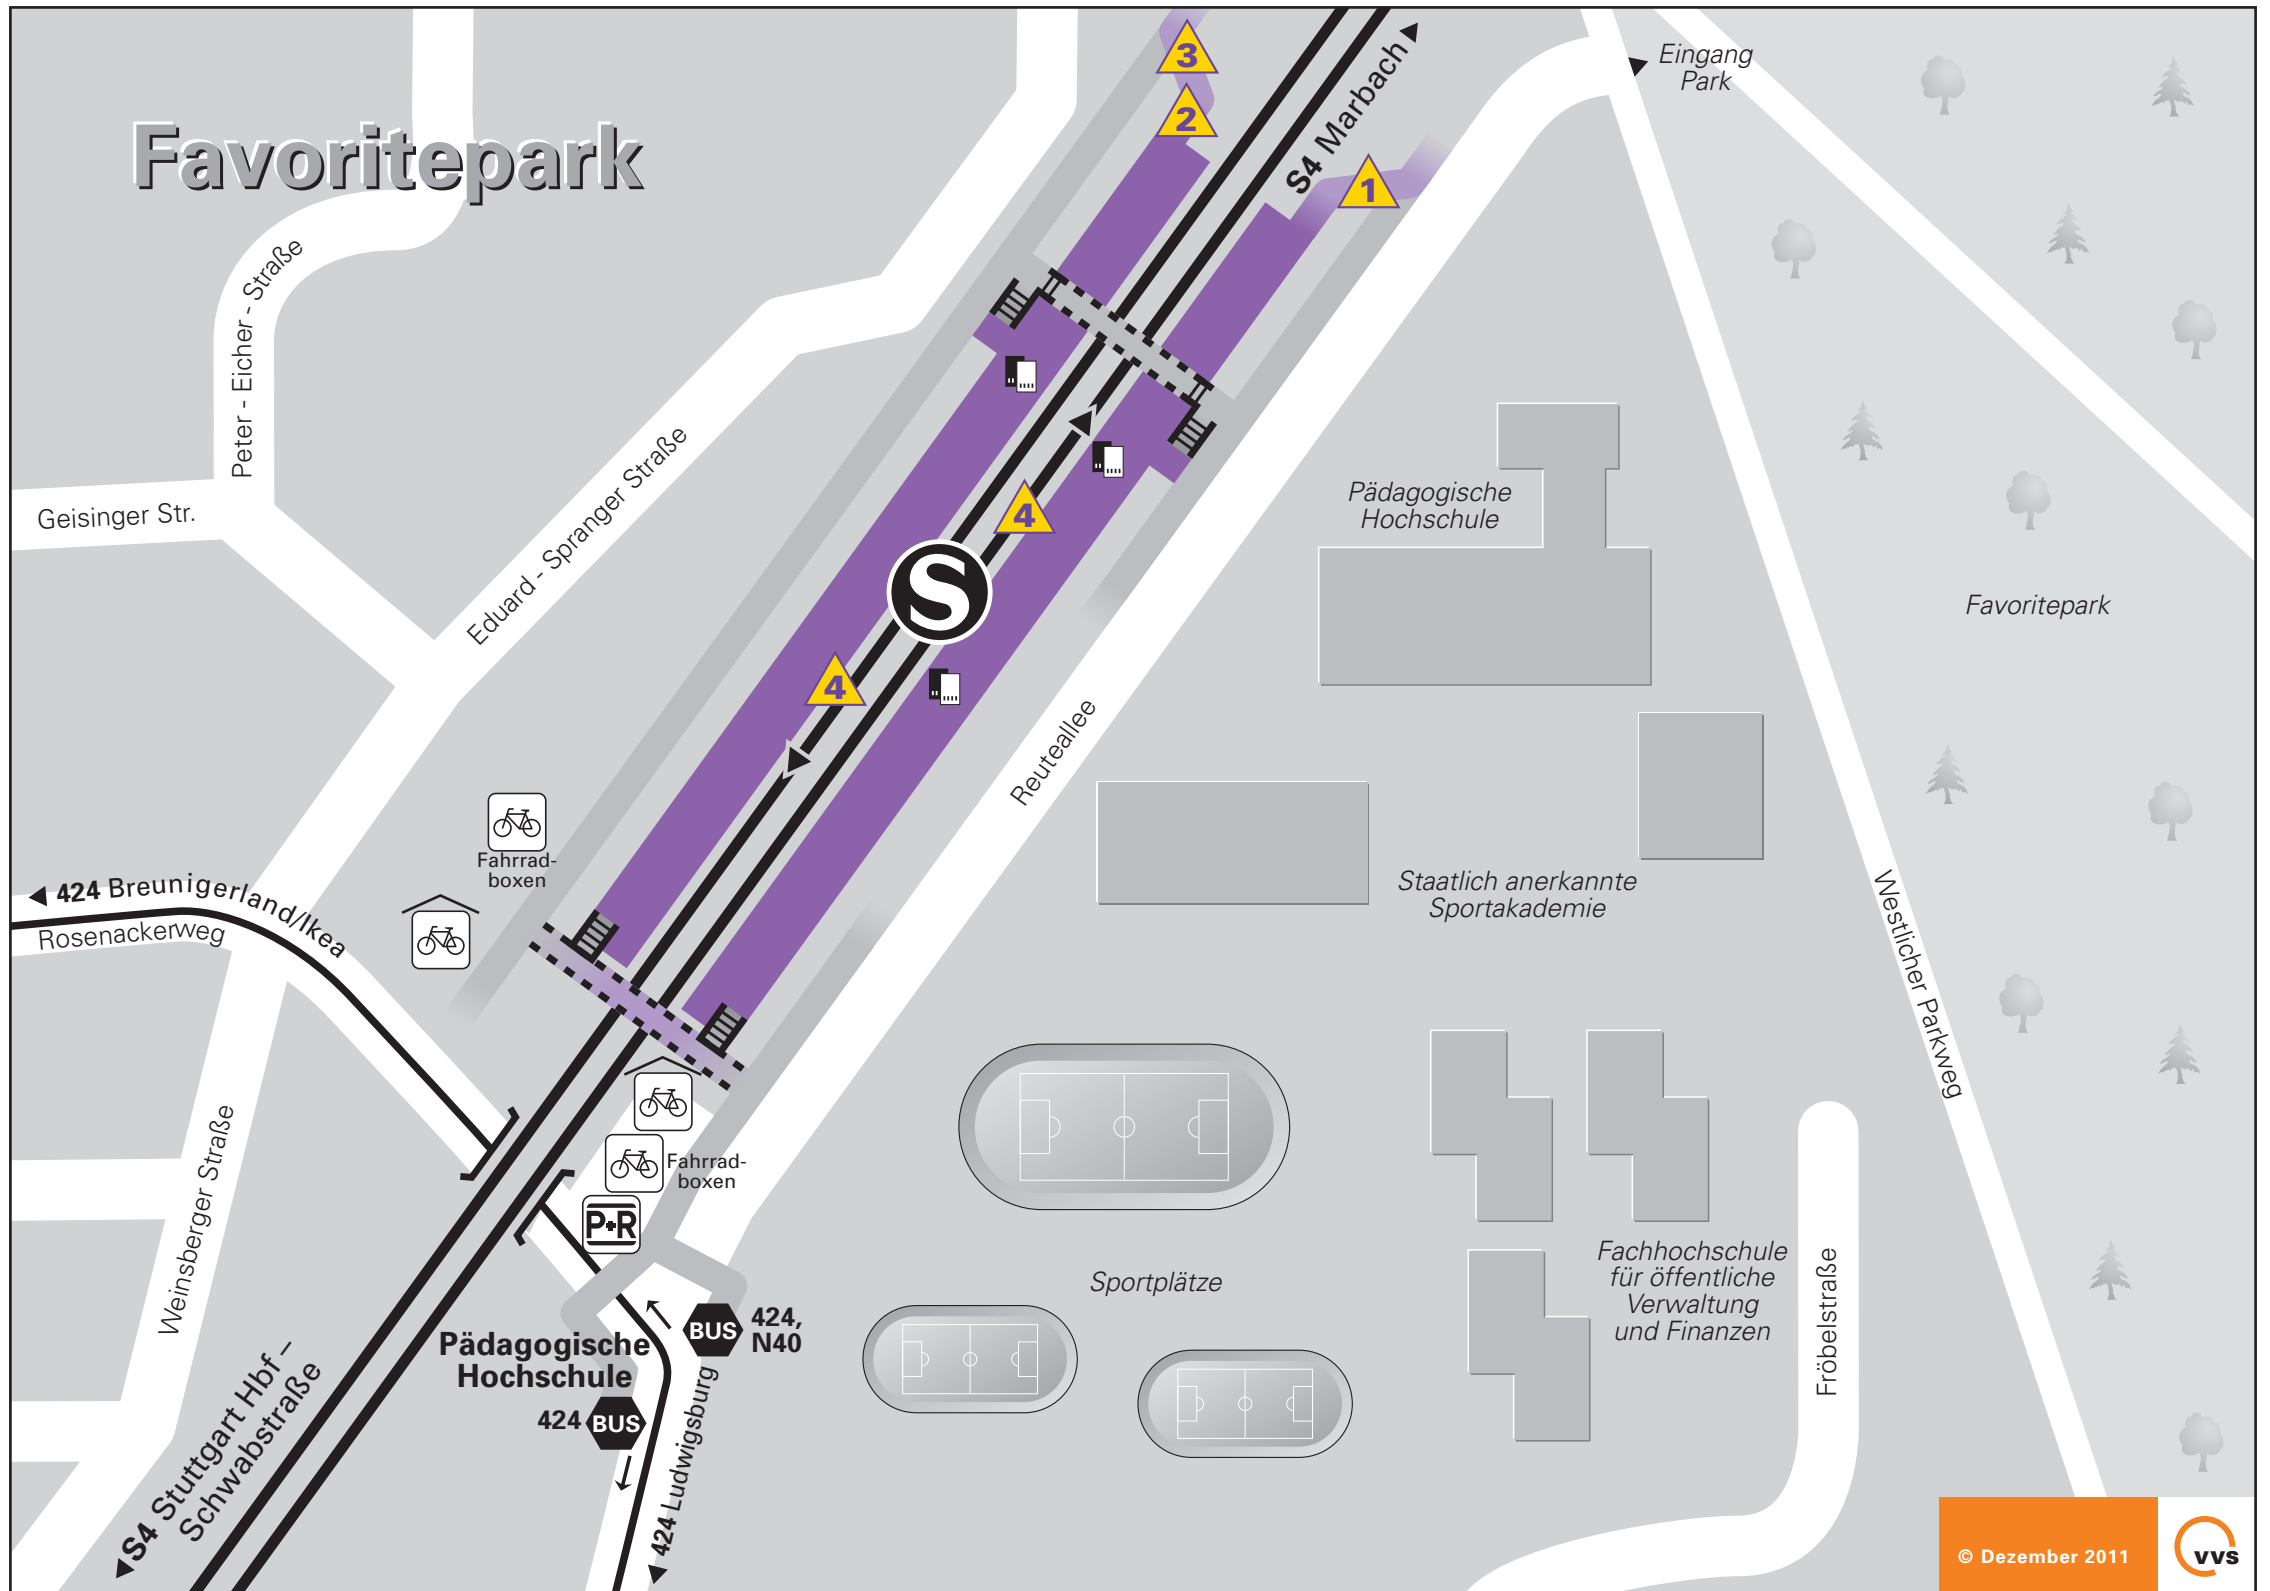 Favoritepark
3
2
1
S4 Marbach
Eingang
Park
Peter - Eicher - Straße
Geisinger Str.
Eduard - Spranger Straße
4
S
4
Pädagogische
Hochschule
Favoritepark
Reuteallee
Fahrrad-
boxen
424 Breunigerland/Ikea
Rosenackerweg
Staatlich anerkannte
Sportakademie
Westlicher Parkweg
Weinsberger Straße
Fahrrad-
boxen
P+R
Sportplätze
Fachhochschule
für öffentliche
Verwaltung
und Finanzen
Fröbelstraße
BUS
424,
N40
Pädagogische
Hochschule
424 BUS
424 Ludwigsburg
S4 Stuttgart Hbf –
Schwabstraße
© Dezember 2011
vvs